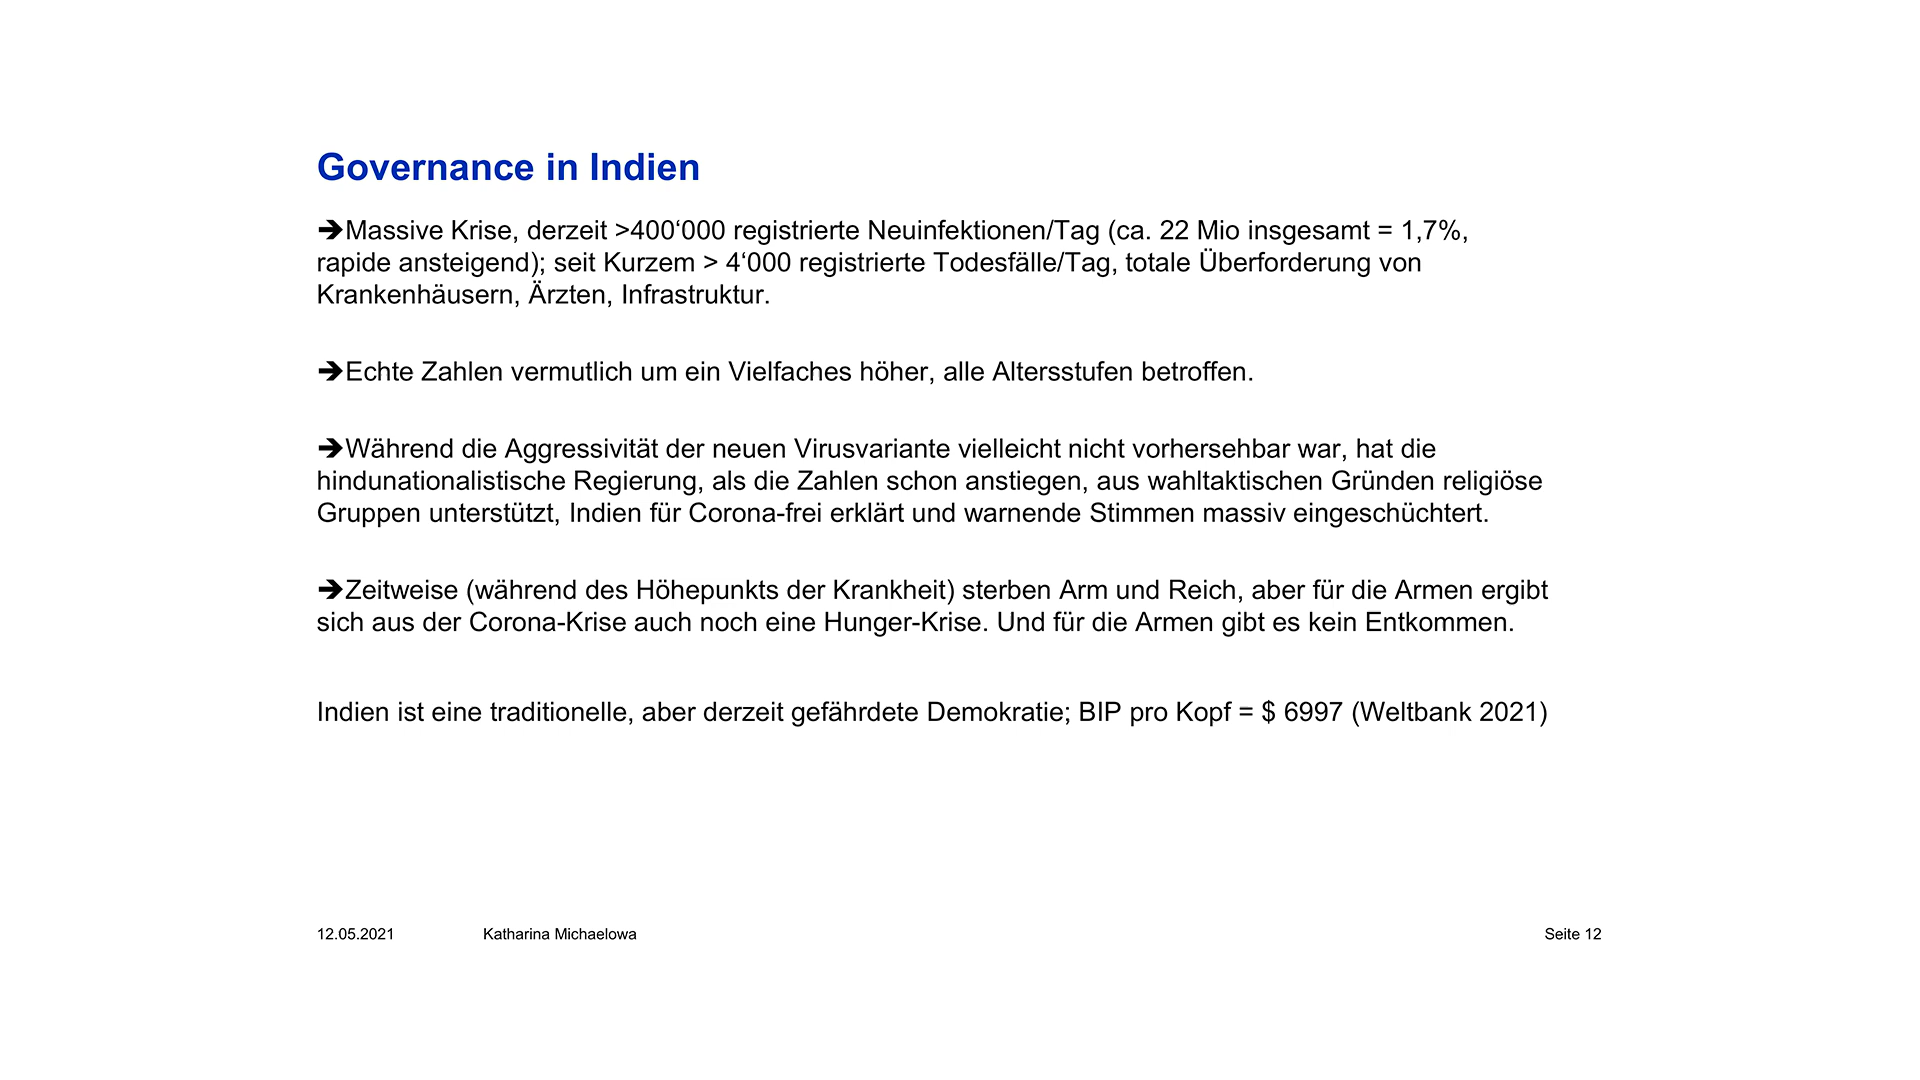 Governance in Indien
➔Massive Krise, derzeit >400‘000 registrierte Neuinfektionen/Tag (ca. 22 Mio insgesamt = 1,7%,
rapide ansteigend); seit Kurzem > 4‘000 registrierte Todesfälle/Tag, totale Überforderung von
Krankenhäusern, Ärzten, Infrastruktur.
➔Echte Zahlen vermutlich um ein Vielfaches höher, alle Altersstufen betroffen.
➔Während die Aggressivität der neuen Virusvariante vielleicht nicht vorhersehbar war, hat die
hindunationalistische Regierung, als die Zahlen schon anstiegen, aus wahltaktischen Gründen religiöse
Gruppen unterstützt, Indien für Corona-frei erklärt und warnende Stimmen massiv eingeschüchtert.
➔Zeitweise (während des Höhepunkts der Krankheit) sterben Arm und Reich, aber für die Armen ergibt
sich aus der Corona-Krise auch noch eine Hunger-Krise. Und für die Armen gibt es kein Entkommen.
Indien ist eine traditionelle, aber derzeit gefährdete Demokratie; BIP pro Kopf = $ 6997 (Weltbank 2021)
12.05.2021 Katharina Michaelowa Seite 12